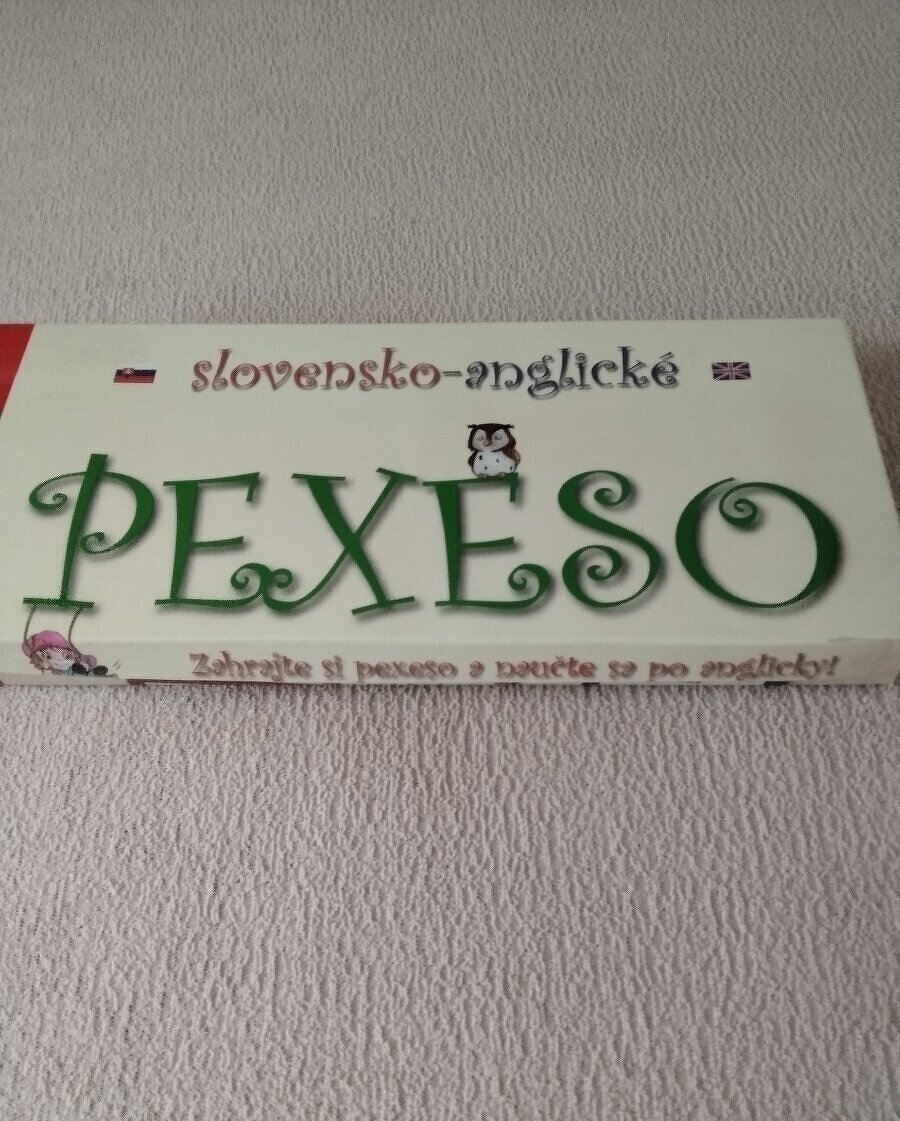 slovensko-anglické
PEXESO
Zahrajte si pexeso a naučte sa po anglicky!